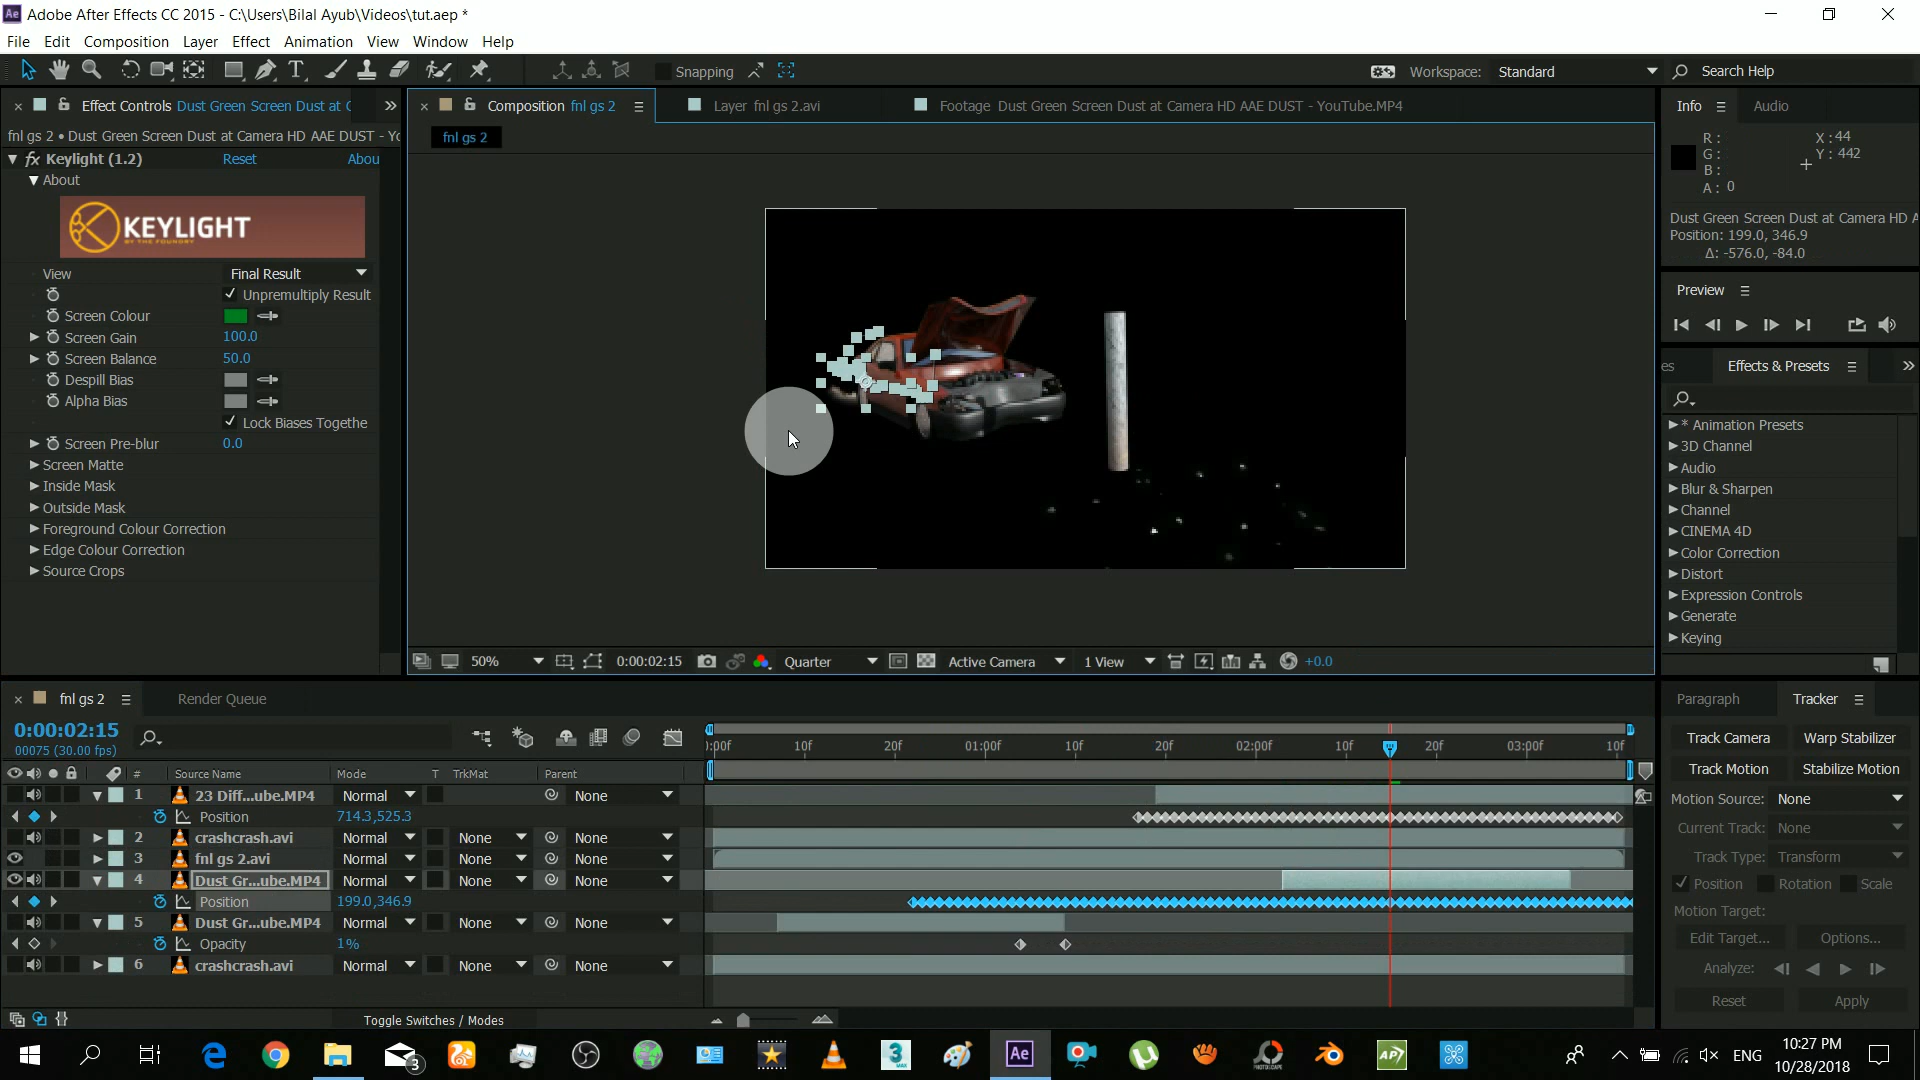 Adobe After Effects CC 2015 - C:\Users\Bilal Ayub\Videos\tut.aep *
File Edit Composition Layer Effect Animation View Window Help
Snapping
Workspace: Standard
Search Help
Effect Controls Dust Green Screen Dust at C
Composition fnl gs 2
Layer fnl gs 2.avi
Footage Dust Green Screen Dust at Camera HD AAE DUST - YouTube.MP4
Info Audio
fnl gs 2 • Dust Green Screen Dust at Camera HD AAE DUST - Yo
fnl gs 2
R :
G :
B :
A : 0
X : 44
Y : 442
fx Keylight (1.2) Reset Abou
About
KEYLIGHT
BY THE FOUNDRY
Dust Green Screen Dust at Camera HD A
Position: 199.0, 346.9
Δ: -576.0, -84.0
View Final Result
Unpremultiply Result
Screen Colour
Screen Gain 100.0
Screen Balance 50.0
Despill Bias
Alpha Bias
Lock Biases Togethe
Screen Pre-blur 0.0
Screen Matte
Inside Mask
Outside Mask
Foreground Colour Correction
Edge Colour Correction
Source Crops
Preview
es Effects & Presets
* Animation Presets
3D Channel
Audio
Blur & Sharpen
Channel
CINEMA 4D
Color Correction
Distort
Expression Controls
Generate
Keying
50% 0:00:02:15 Quarter Active Camera 1 View +0.0
fnl gs 2 Render Queue
Paragraph Tracker
0:00:02:15
00075 (30.00 fps)
):00f 10f 20f 01:00f 10f 20f 02:00f 10f 20f 03:00f 10f
Track Camera Warp Stabilizer
Track Motion Stabilize Motion
# Source Name Mode T TrkMat Parent
1 23 Diff...ube.MP4 Normal None
Position 714.3,525.3
2 crashcrash.avi Normal None None
3 fnl gs 2.avi Normal None None
4 Dust Gr...ube.MP4 Normal None None
Position 199.0,346.9
5 Dust Gr...ube.MP4 Normal None None
Opacity 1%
6 crashcrash.avi Normal None None
Motion Source: None
Current Track: None
Track Type: Transform
Position Rotation Scale
Motion Target:
Edit Target... Options...
Analyze:
Reset Apply
Toggle Switches / Modes
3
3
MAX
Ae
PHOTOSCAPE
AP7
ENG
10:27 PM
10/28/2018